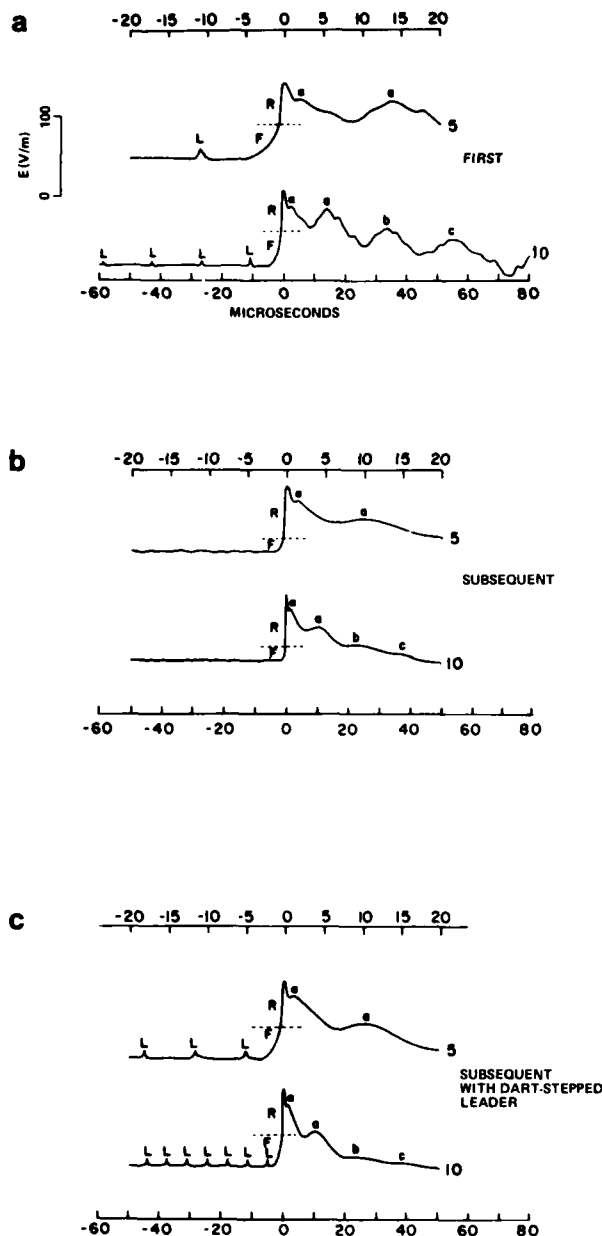 a
-20 -15 -10 -5 0 5 10 15 20
E (V/m)
100
0
L F R a a 5
FIRST
L L L L F R a a b c 10
-60 -40 -20 0 20 40 60 80
MICROSECONDS
b
-20 -15 -10 -5 0 5 10 15 20
F R a a 5
SUBSEQUENT
F R a a b c 10
-60 -40 -20 0 20 40 60 80
c
-20 -15 -10 -5 0 5 10 15 20
L L L F R a a 5
SUBSEQUENT
WITH DART-STEPPED
LEADER
L L L L L L L F R a a b c 10
-60 -40 -20 0 20 40 60 80